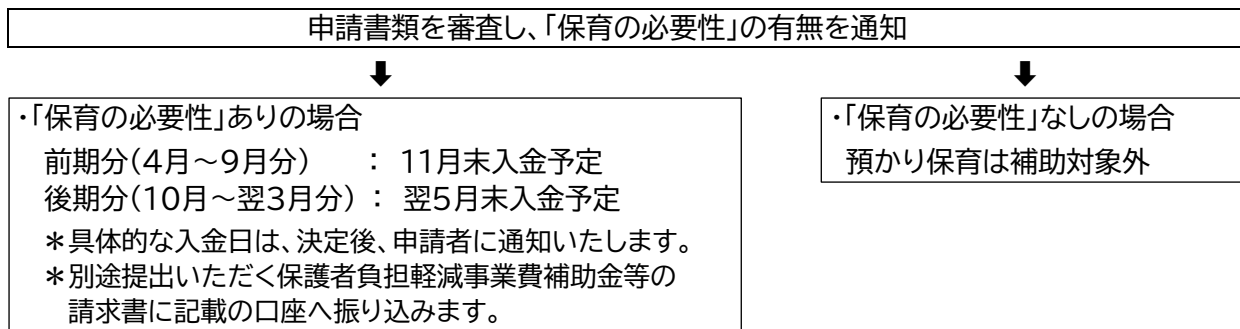 申請書類を審査し、「保育の必要性」の有無を通知
⬇ ⬇
・「保育の必要性」ありの場合
前期分(4月~9月分) : 11月末入金予定
後期分(10月~翌3月分) : 翌5月末入金予定
*具体的な入金日は、決定後、申請者に通知いたします。
*別途提出いただく保護者負担軽減事業費補助金等の
請求書に記載の口座へ振り込みます。
・「保育の必要性」なしの場合
預かり保育は補助対象外